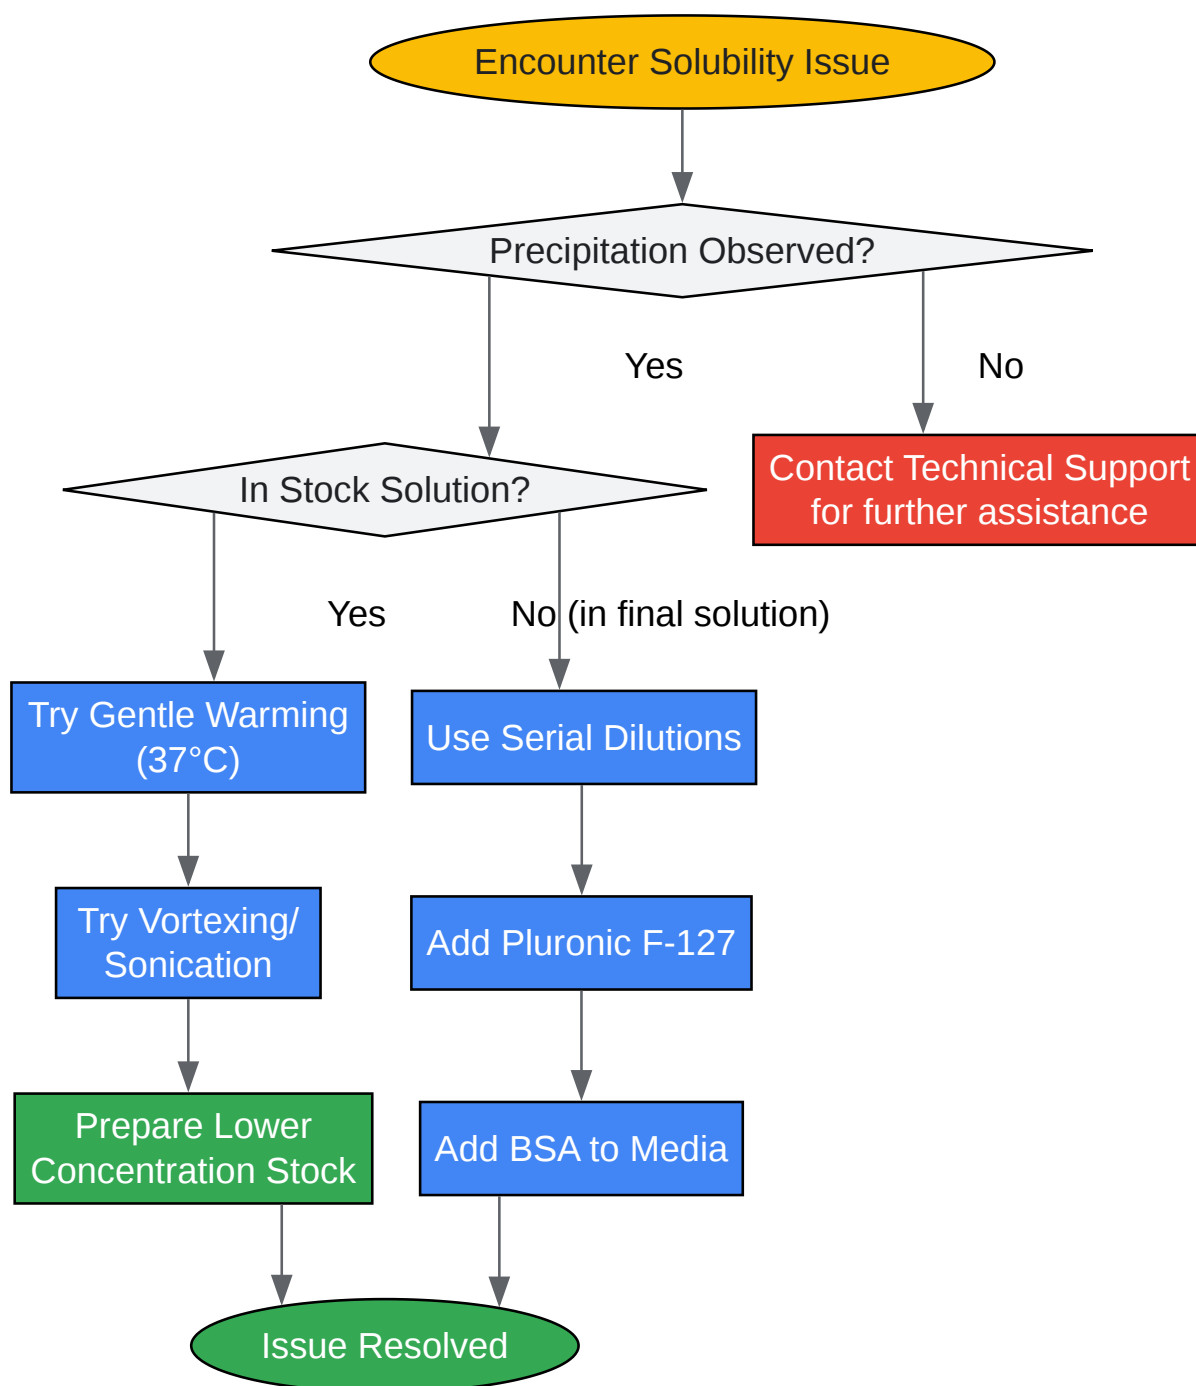 Encounter Solubility Issue
Precipitation Observed?
Yes
No
In Stock Solution?
Contact Technical Support
for further assistance
Yes
No (in final solution)
Try Gentle Warming
(37°C)
Use Serial Dilutions
Try Vortexing/
Sonication
Add Pluronic F-127
Prepare Lower
Concentration Stock
Add BSA to Media
Issue Resolved